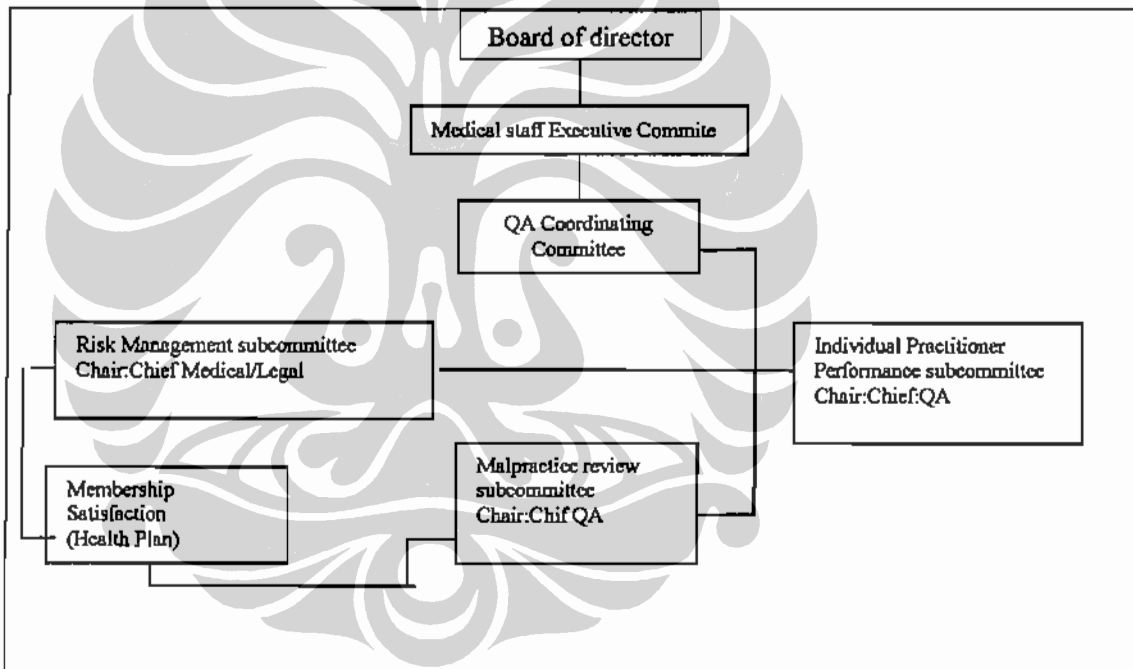 Board of director
Medical staff Executive Commite
QA Coordinating
Committee
Risk Management subcommittee
Chair:Chief Medical/Legal
Individual Practitioner
Performance subcommittee
Chair:Chief:QA
Malpractice review
subcommittee
Chair:Chif QA
Membership
Satisfaction
(Health Plan)